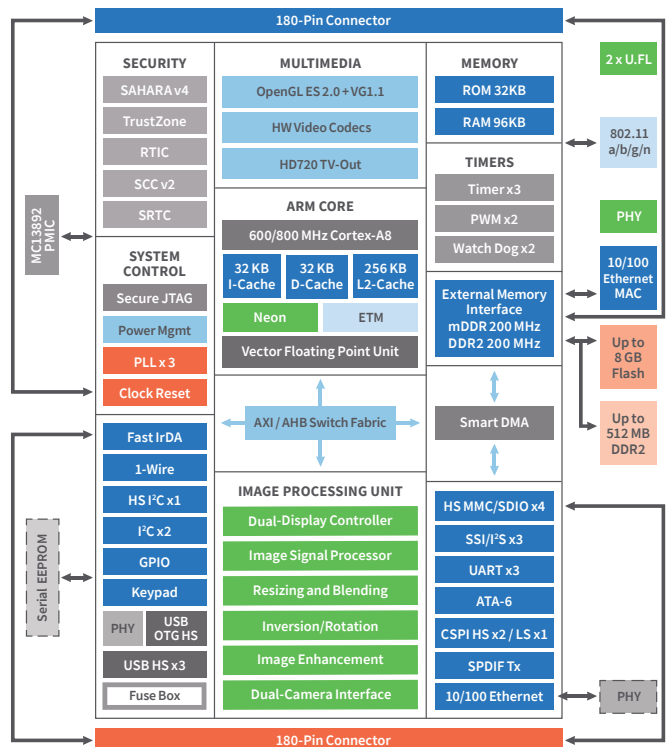 180-Pin Connector
SECURITY
SAHARA v4
TrustZone
RTIC
SCC v2
SRTC
MC13892
PMIC
SYSTEM
CONTROL
Secure JTAG
Power Mgmt
PLL x 3
Clock Reset
Fast IrDA
1-Wire
HS I²C x1
I²C x2
GPIO
Keypad
PHY
USB
OTG HS
USB HS x3
Fuse Box
Serial EEPROM
MULTIMEDIA
OpenGL ES 2.0 + VG1.1
HW Video Codecs
HD720 TV-Out
ARM CORE
600/800 MHz Cortex-A8
32 KB
I-Cache
32 KB
D-Cache
256 KB
L2-Cache
Neon
ETM
Vector Floating Point Unit
AXI / AHB Switch Fabric
IMAGE PROCESSING UNIT
Dual-Display Controller
Image Signal Processor
Resizing and Blending
Inversion/Rotation
Image Enhancement
Dual-Camera Interface
MEMORY
ROM 32KB
RAM 96KB
TIMERS
Timer x3
PWM x2
Watch Dog x2
External Memory
Interface
mDDR 200 MHz
DDR2 200 MHz
Smart DMA
HS MMC/SDIO x4
SSI/I²S x3
UART x3
ATA-6
CSPI HS x2 / LS x1
SPDIF Tx
10/100 Ethernet
2 x U.FL
802.11
a/b/g/n
PHY
10/100
Ethernet
MAC
Up to
8 GB
Flash
Up to
512 MB
DDR2
PHY
180-Pin Connector